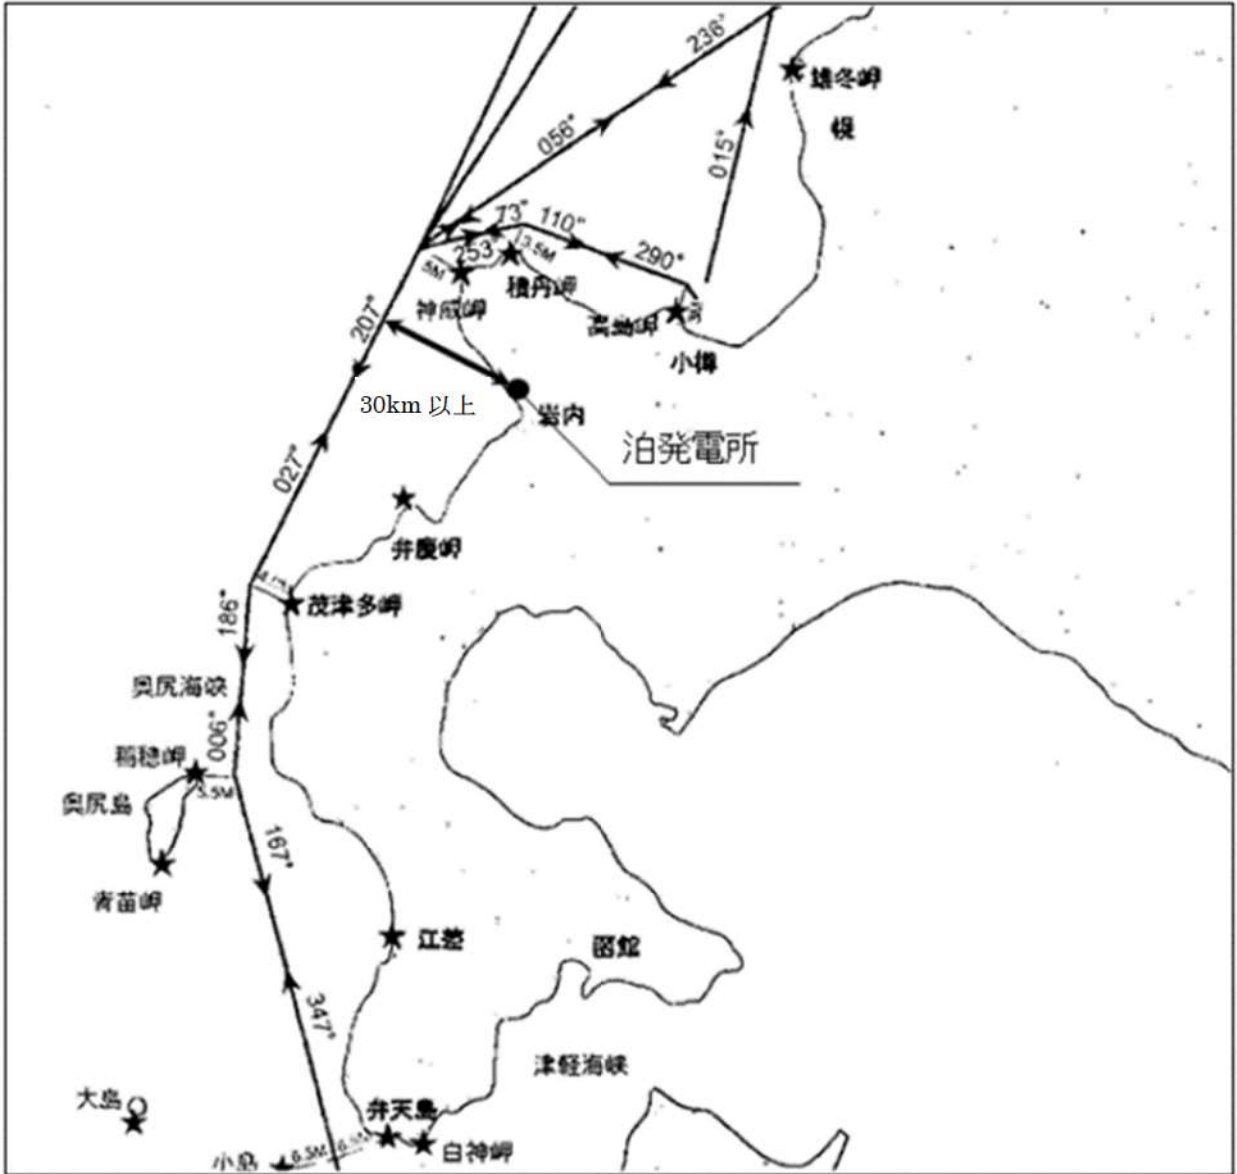 236°
雄冬岬
056°
015°
73°
110°
253°
3.5M
290°
5M
積丹岬
神威岬
高島岬
3M
207°
小樽
30km 以上
岩内
泊発電所
027°
弁慶岬
茂津多岬
186°
奥尻海峡
006°
稲穂岬
5.5M
奥尻島
167°
青苗岬
江差
函館
347°
津軽海峡
大島
弁天島
小島
6.5M
白神岬